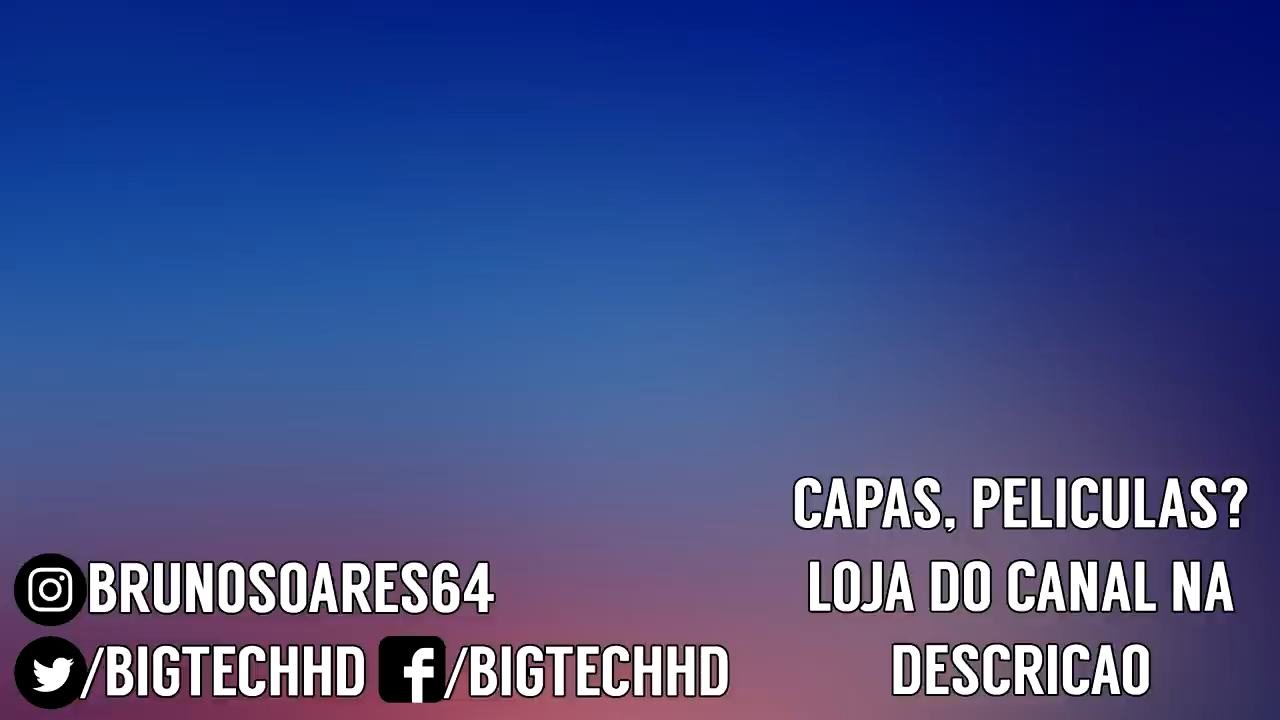 CAPAS, PELICULAS?
LOJA DO CANAL NA
DESCRICAO
BRUNOSOARES64
/BIGTECHHD /BIGTECHHD